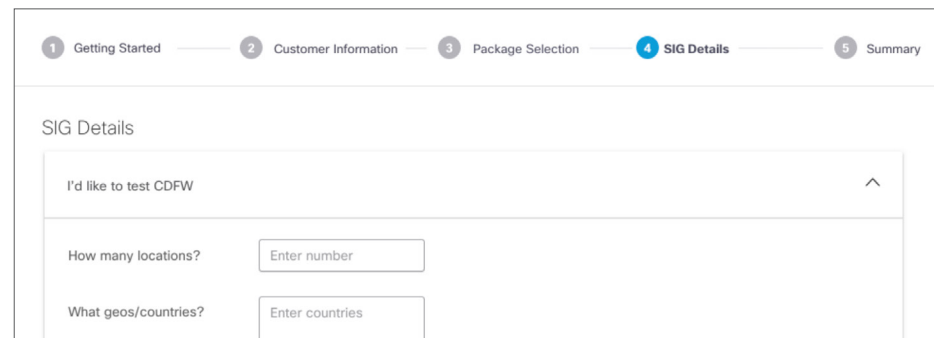 1 Getting Started 2 Customer Information 3 Package Selection 4 SIG Details 5 Summary
SIG Details
I'd like to test CDFW
How many locations? Enter number
What geos/countries? Enter countries